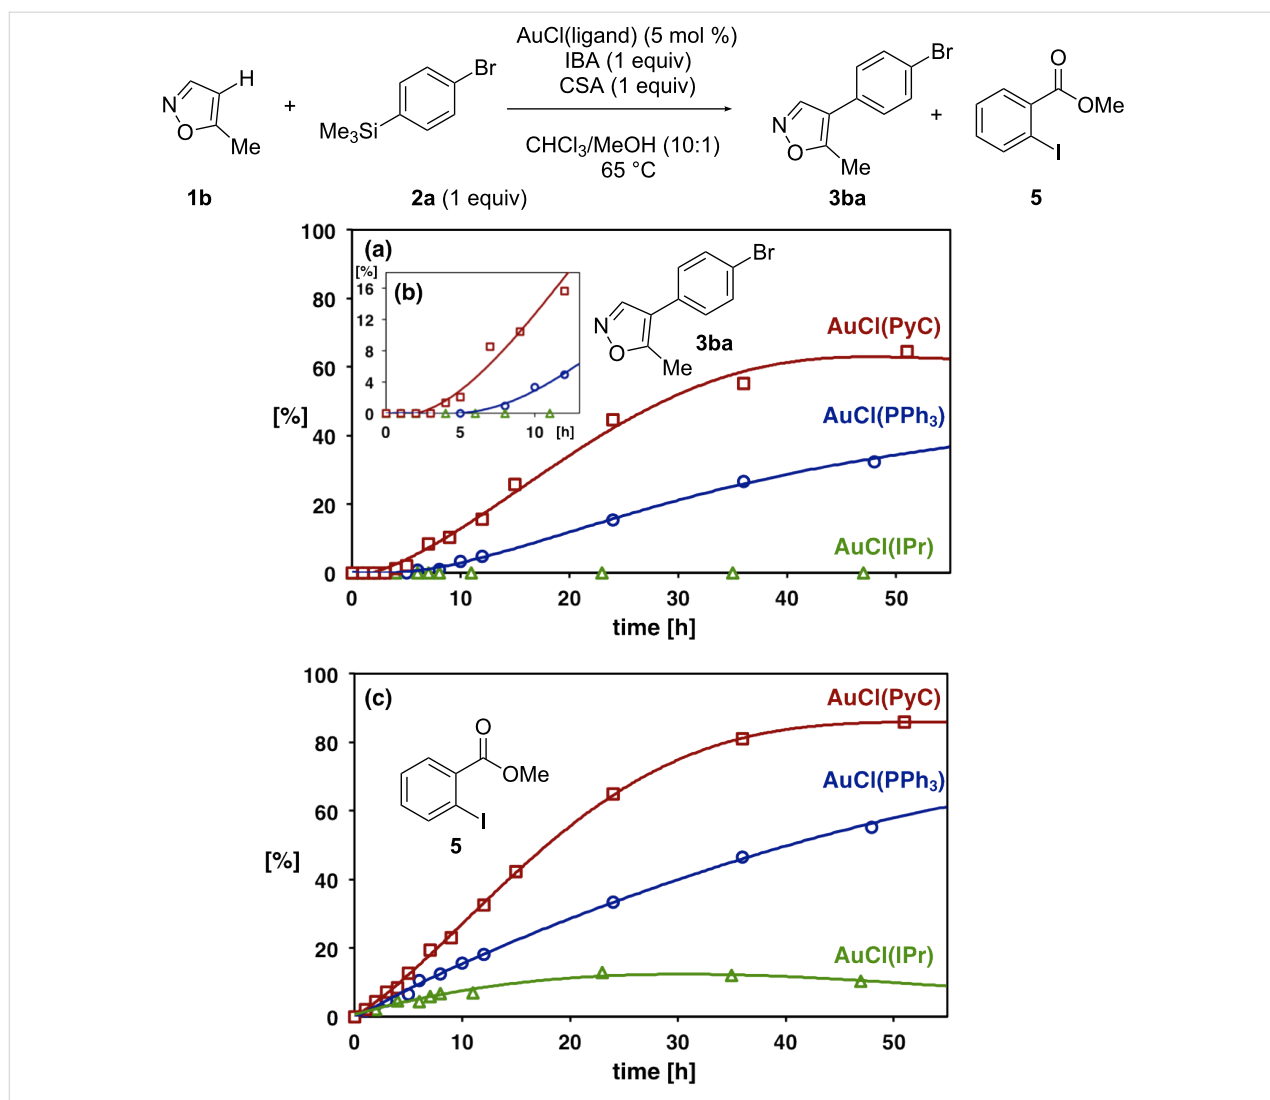 AuCl(ligand) (5 mol %)
IBA (1 equiv)
CSA (1 equiv)
CHCl3/MeOH (10:1)
65 °C
N
O
H
Me
1b
+
Me3Si
Br
2a (1 equiv)
N
O
Me
Br
3ba
+
O
OMe
I
5
(a)
100
80
60
40
20
0
[%]
0
10
20
30
40
50
time [h]
(b)
[%]
16
12
8
4
0
0
5
10
[h]
N
O
Me
Br
3ba
AuCl(PyC)
AuCl(PPh3)
AuCl(IPr)
(c)
100
80
60
40
20
0
[%]
0
10
20
30
40
50
time [h]
O
OMe
I
5
AuCl(PyC)
AuCl(PPh3)
AuCl(IPr)